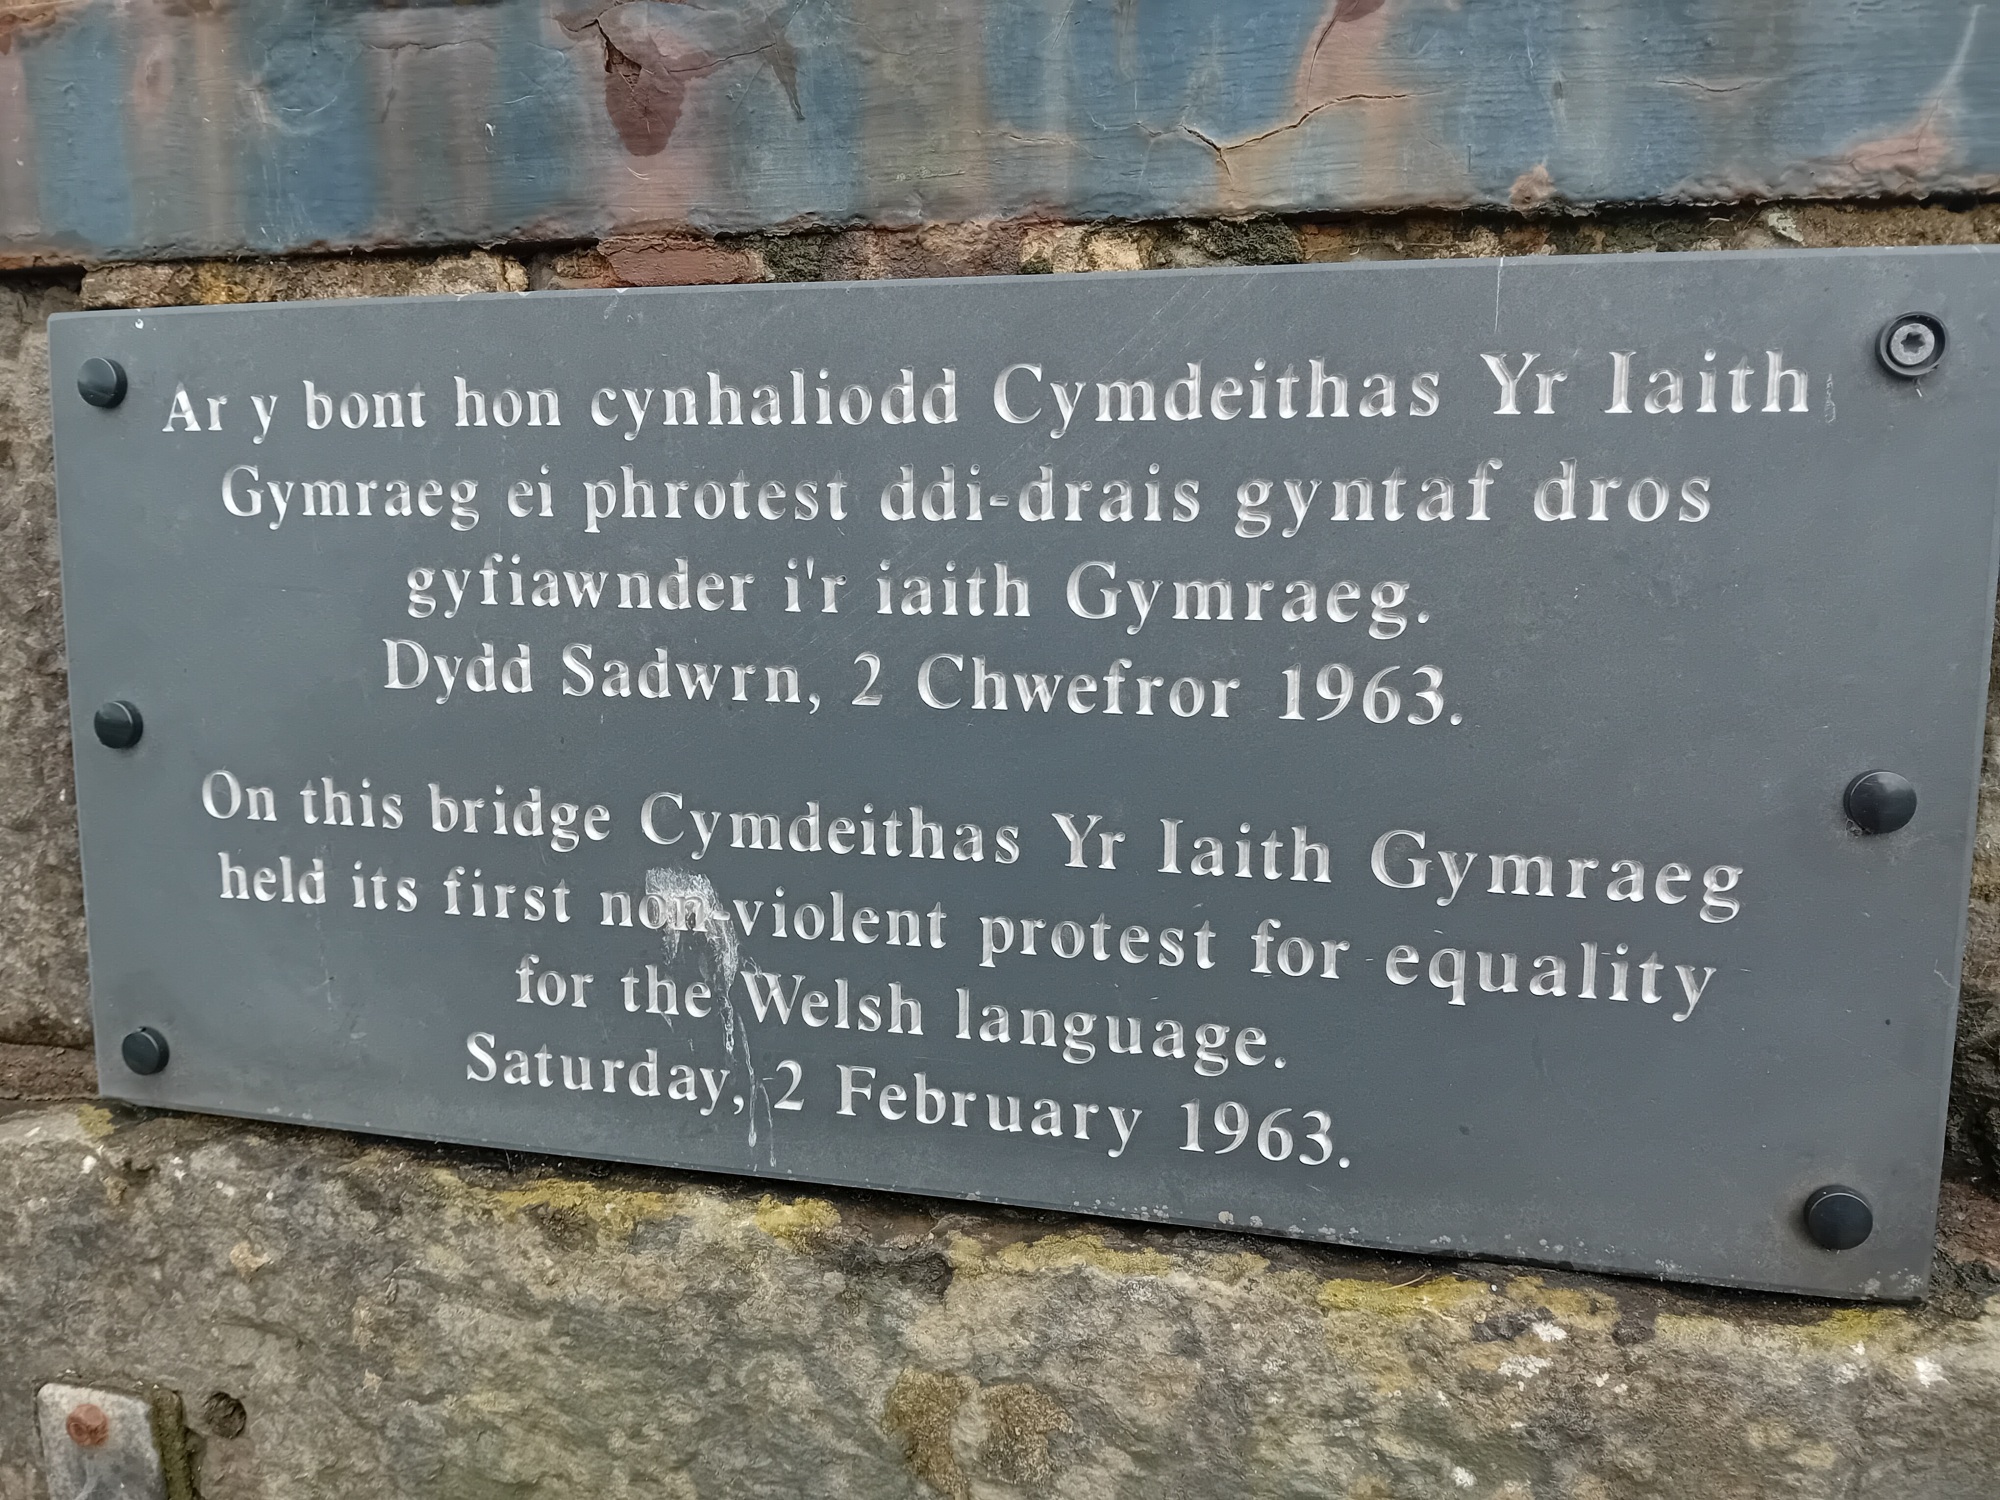 Ar y bont hon cynhaliodd Cymdeithas Yr Iaith
Gymraeg ei phrotest ddi-drais gyntaf dros
gyfiawnder i'r iaith Gymraeg.
Dydd Sadwrn, 2 Chwefror 1963.
On this bridge Cymdeithas Yr Iaith Gymraeg
held its first non-violent protest for equality
for the Welsh language.
Saturday, 2 February 1963.